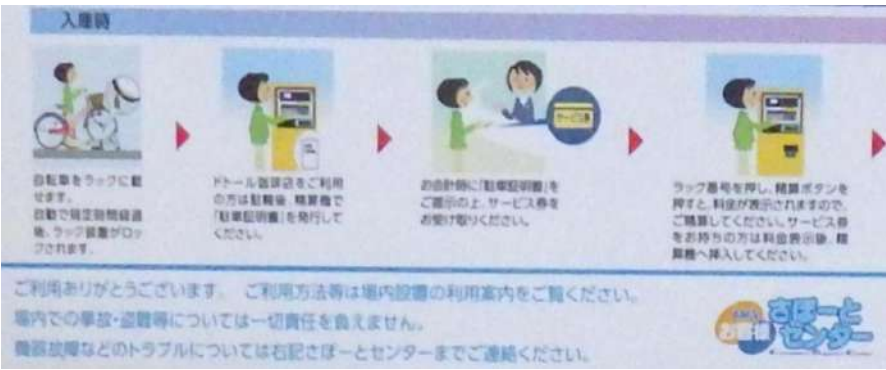 入庫時
自転車をラックに載
せます。
自動で規定時間経過
後、ラック装置がロッ
クされます。
ドトール珈琲店をご利用
の方は駐輪後、精算機で
「駐車証明書」を発行して
ください。
サービス券
お会計時に「駐車証明書」を
ご提示の上、サービス券を
お受け取りください。
ラック番号を押し、精算ボタンを
押すと、料金が表示されますので、
ご精算してください。サービス券
をお持ちの方は料金表示後、精
算機へ挿入してください。
ご利用ありがとうございます。 ご利用方法等は場内設置の利用案内をご覧ください。
場内での事故・盗難等については一切責任を負えません。
機器故障などのトラブルについては右記さぽーとセンターまでご連絡ください。
お客様
さぽーと
センター